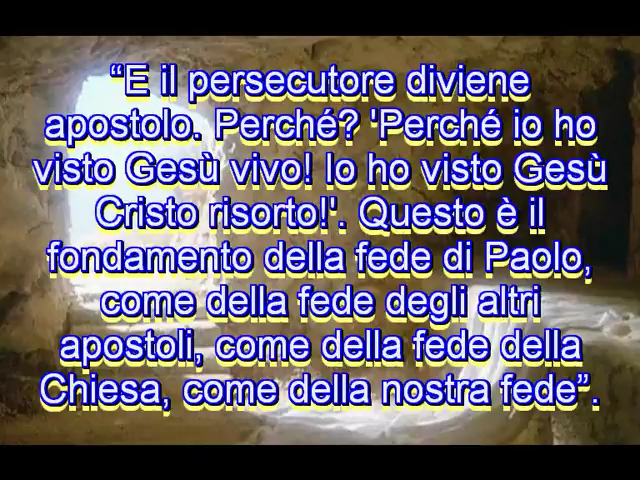 “E il persecutore diviene
apostolo. Perché? 'Perché io ho
visto Gesù vivo! Io ho visto Gesù
Cristo risorto!'. Questo è il
fondamento della fede di Paolo,
come della fede degli altri
apostoli, come della fede della
Chiesa, come della nostra fede”.